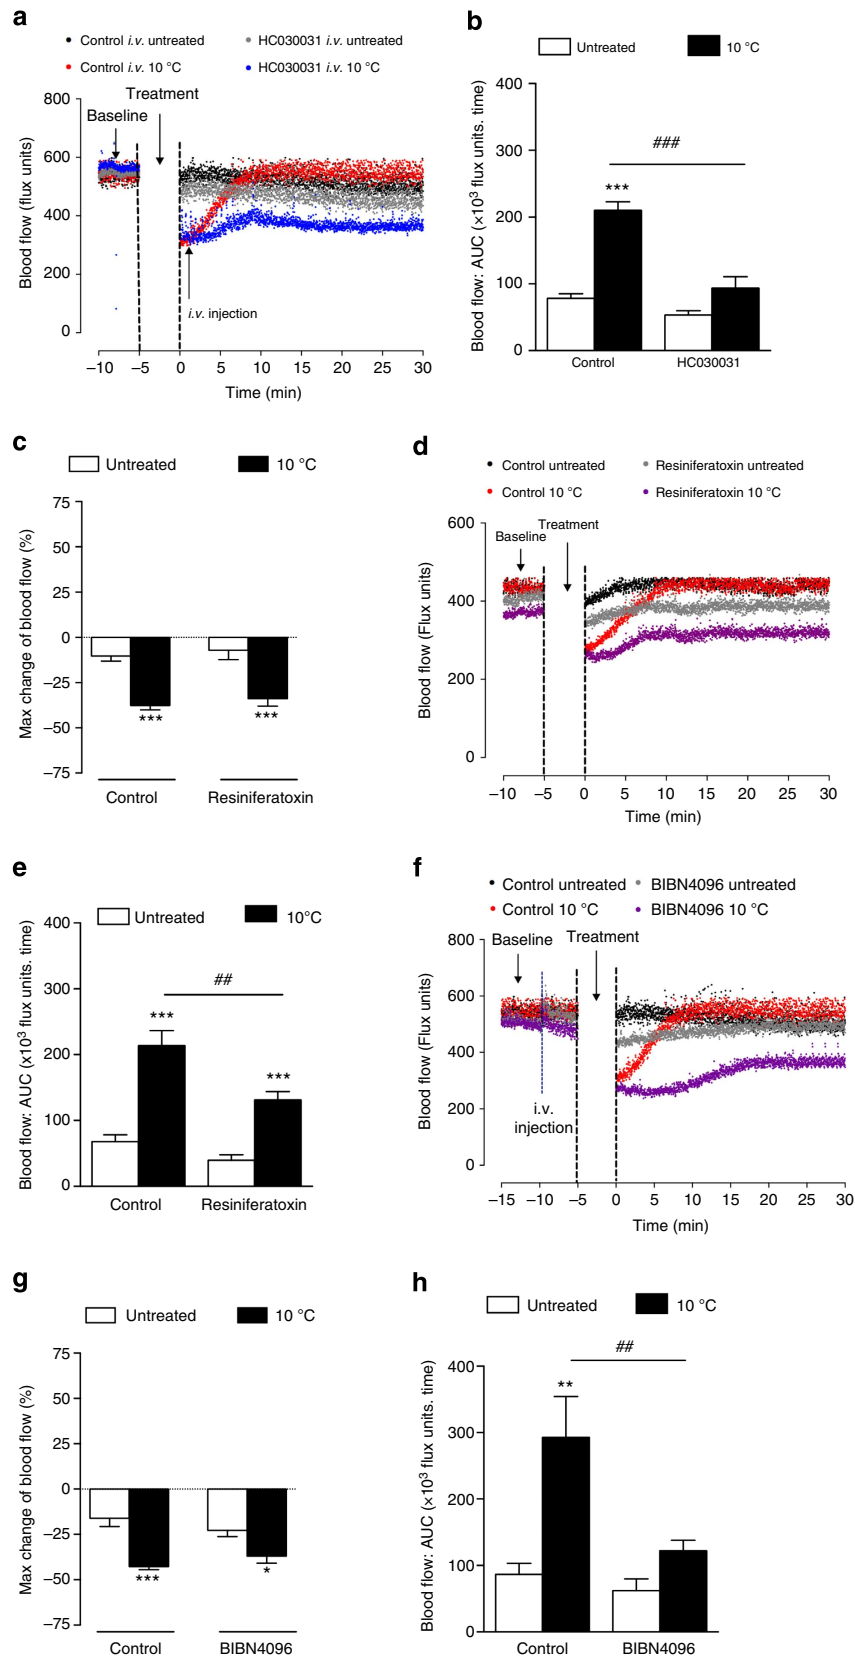 a
Control i.v. untreated
HC030031 i.v. untreated
Control i.v. 10 °C
HC030031 i.v. 10 °C
Treatment
Baseline
Blood flow (flux units)
800
600
400
200
0
i.v. injection
−10 −5 0 5 10 15 20 25 30
Time (min)
b
Untreated
10 °C
Blood flow: AUC (×10³ flux units. time)
400
300
200
100
0
###
***
Control
HC030031
c
Untreated
10 °C
Max change of blood flow (%)
75
50
25
0
−25
−50
−75
***
***
Control
Resiniferatoxin
d
Control untreated
Resiniferatoxin untreated
Control 10 °C
Resiniferatoxin 10 °C
Treatment
Baseline
Blood flow (Flux units)
600
400
200
0
−10 −5 0 5 10 15 20 25 30
Time (min)
e
Untreated
10°C
Blood flow: AUC (x10³ flux units. time)
400
300
200
100
0
##
***
***
Control
Resiniferatoxin
f
Control untreated
BIBN4096 untreated
Control 10 °C
BIBN4096 10 °C
Baseline
Treatment
Blood flow (Flux units)
800
600
400
200
0
i.v.
injection
−15 −10 −5 0 5 10 15 20 25 30
Time (min)
g
Untreated
10 °C
Max change of blood flow (%)
75
50
25
0
−25
−50
−75
***
*
Control
BIBN4096
h
Untreated
10 °C
Blood flow: AUC (×10³ flux units. time)
400
300
200
100
0
##
**
Control
BIBN4096